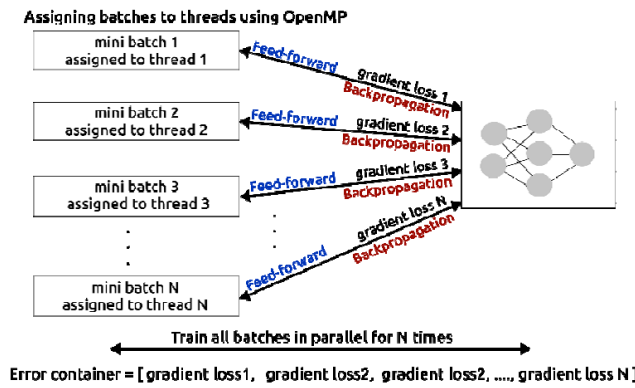 Assigning batches to threads using OpenMP
mini batch 1
assigned to thread 1
Feed-forward
gradient loss 1
Backpropagation
mini batch 2
assigned to thread 2
Feed-forward
gradient loss 2
Backpropagation
mini batch 3
assigned to thread 3
Feed-forward
gradient loss 3
Backpropagation
mini batch N
assigned to thread N
Feed-forward
gradient loss N
Backpropagation
Train all batches in parallel for N times
Error container = [ gradient loss1, gradient loss2, gradient loss2, ...., gradient loss N ]